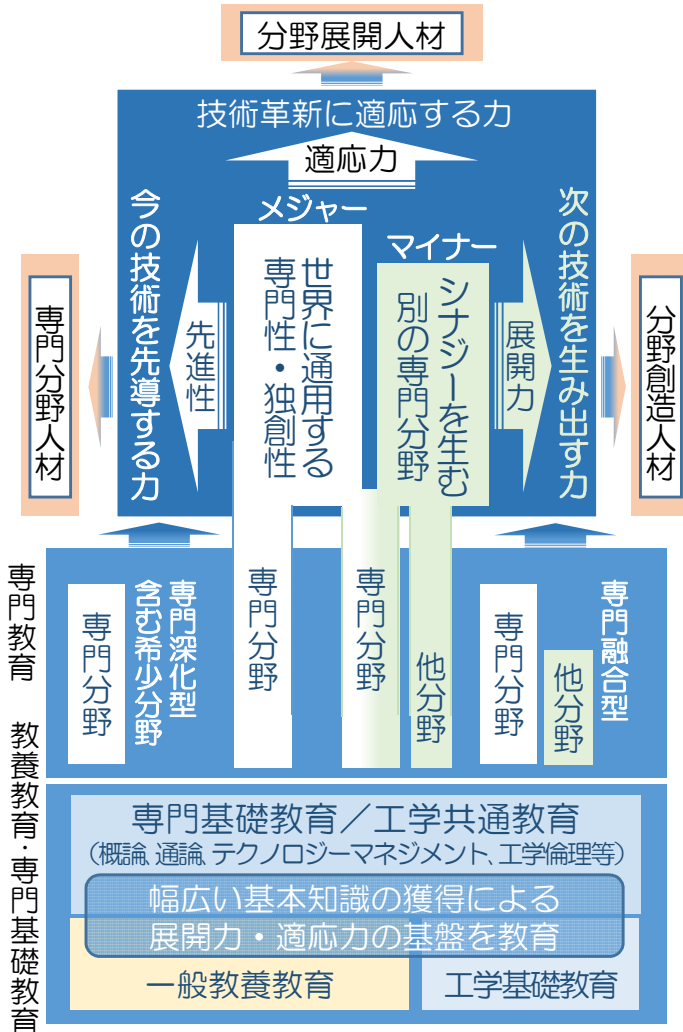 分野展開人材
技術革新に適応する力
適応力
メジャー
マイナー
今の技術を先導する力
先進性
世界に通用する
専門性・独創性
シナジーを生む
別の専門分野
展開力
次の技術を生み出す力
専門分野人材
分野創造人材
専門教育
専門分野
専門深化型
含む希少分野
専門分野
専門分野
他分野
専門分野
他分野
専門融合型
教養教育・専門基礎教育
専門基礎教育／工学共通教育
（概論、通論、テクノロジーマネジメント、工学倫理等）
幅広い基本知識の獲得による
展開力・適応力の基盤を教育
一般教養教育
工学基礎教育